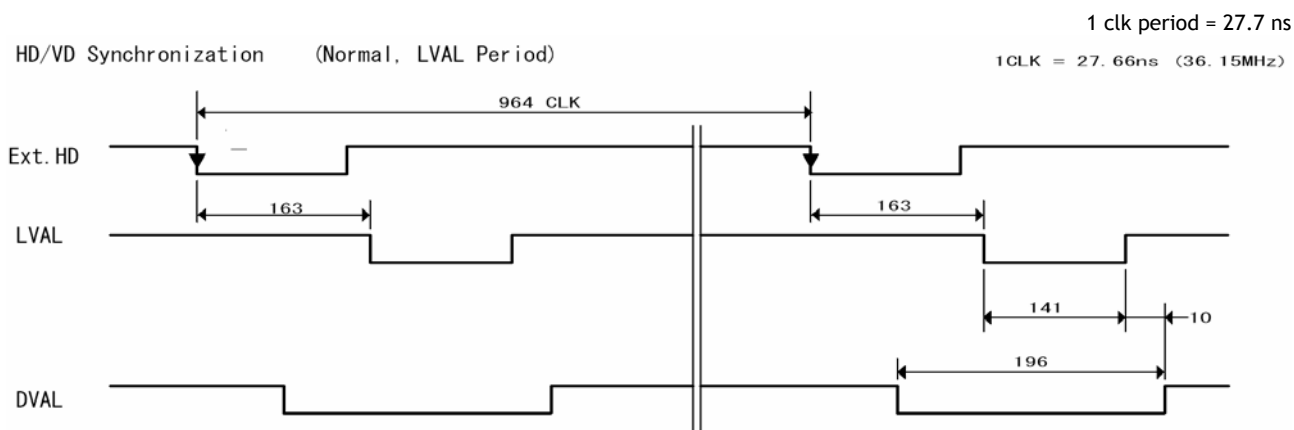 1 clk period = 27.7 ns
HD/VD Synchronization (Normal, LVAL Period)
1CLK = 27.66ns (36.15MHz)
964 CLK
Ext.HD
163
163
LVAL
141
10
196
DVAL